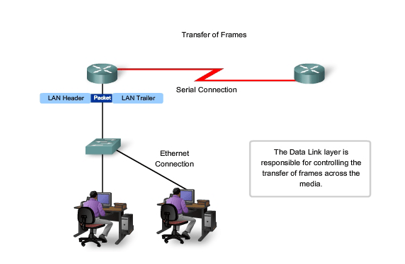 Transfer of Frames
Serial Connection
LAN Header Packet LAN Trailer
Ethernet
Connection
The Data Link layer is
responsible for controlling the
transfer of frames across the
media.